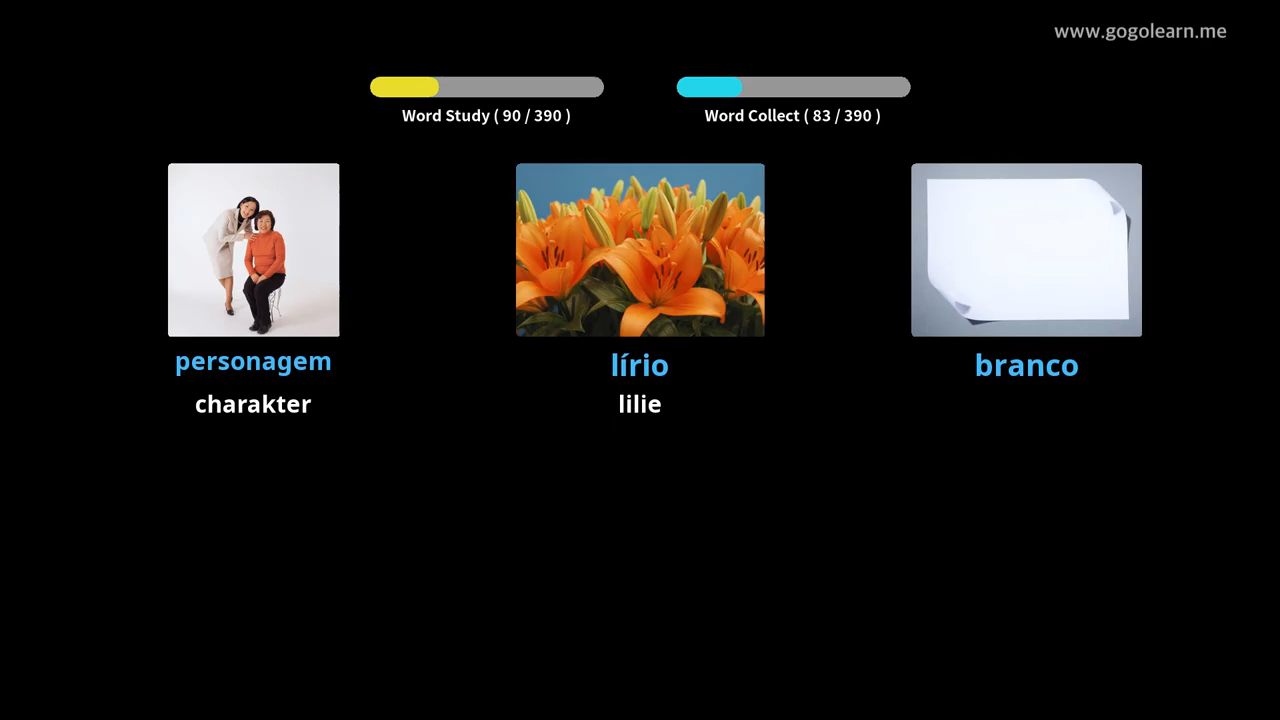 www.gogolearn.me
Word Study ( 90 / 390 )
Word Collect ( 83 / 390 )
personagem
charakter
lírio
lilie
branco